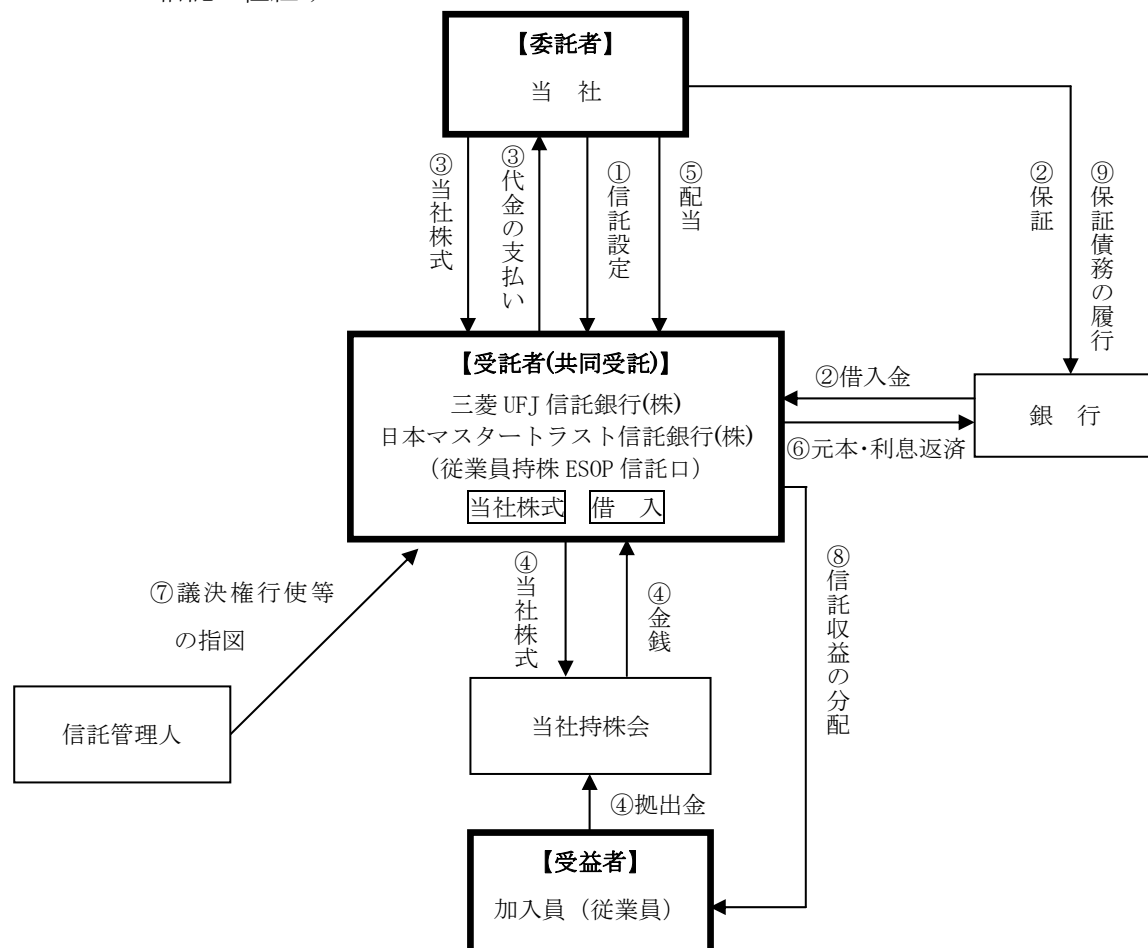 【委託者】
当　社
③当社株式
③代金の支払い
①信託設定
⑤配当
②保証
⑨保証債務の履行
【受託者(共同受託)】
三菱 UFJ 信託銀行(株)
日本マスタートラスト信託銀行(株)
（従業員持株 ESOP 信託口）
当社株式　借　入
②借入金
銀　行
⑥元本・利息返済
⑦議決権行使等
の指図
④当社株式
④金銭
⑧信託収益の分配
信託管理人
当社持株会
④拠出金
【受益者】
加入員（従業員）